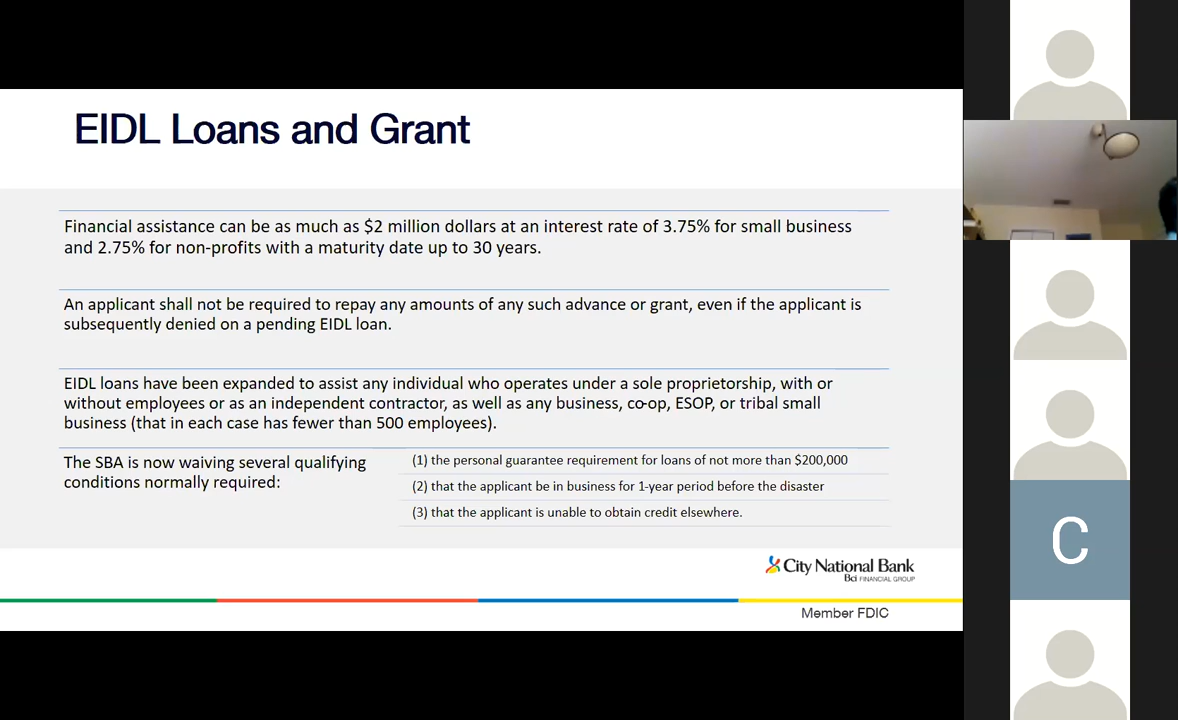 EIDL Loans and Grant
Financial assistance can be as much as $2 million dollars at an interest rate of 3.75% for small business
and 2.75% for non-profits with a maturity date up to 30 years.
An applicant shall not be required to repay any amounts of any such advance or grant, even if the applicant is
subsequently denied on a pending EIDL loan.
EIDL loans have been expanded to assist any individual who operates under a sole proprietorship, with or
without employees or as an independent contractor, as well as any business, co-op, ESOP, or tribal small
business (that in each case has fewer than 500 employees).
The SBA is now waiving several qualifying
conditions normally required:
(1) the personal guarantee requirement for loans of not more than $200,000
(2) that the applicant be in business for 1-year period before the disaster
(3) that the applicant is unable to obtain credit elsewhere.
City National Bank
Bci FINANCIAL GROUP
Member FDIC
C